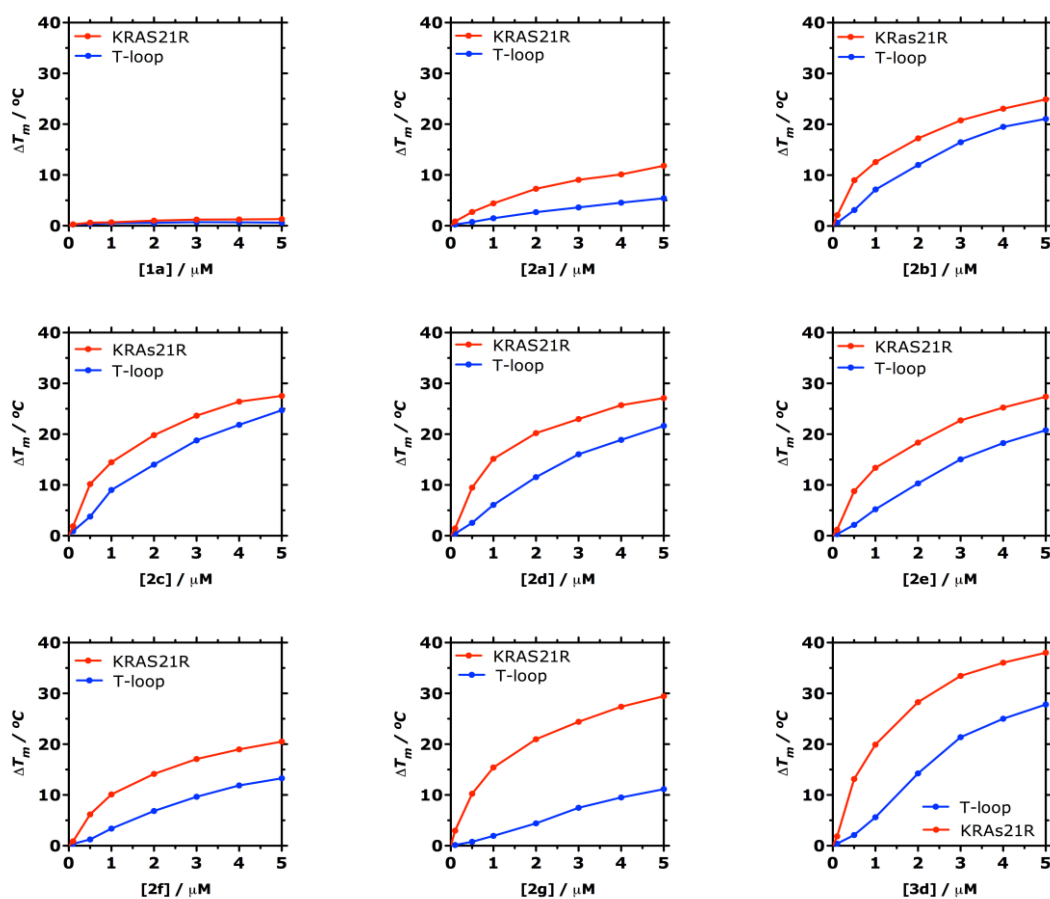 40
30
20
10
0
ΔTm / ºC
KRAS21R
T-loop
0 1 2 3 4 5
[1a] / μM
40
30
20
10
0
ΔTm / ºC
KRAS21R
T-loop
0 1 2 3 4 5
[2a] / μM
40
30
20
10
0
ΔTm / ºC
KRas21R
T-loop
0 1 2 3 4 5
[2b] / μM
40
30
20
10
0
ΔTm / ºC
KRAs21R
T-loop
0 1 2 3 4 5
[2c] / μM
40
30
20
10
0
ΔTm / ºC
KRAS21R
T-loop
0 1 2 3 4 5
[2d] / μM
40
30
20
10
0
ΔTm / ºC
KRAS21R
T-loop
0 1 2 3 4 5
[2e] / μM
40
30
20
10
0
ΔTm / ºC
KRAS21R
T-loop
0 1 2 3 4 5
[2f] / μM
40
30
20
10
0
ΔTm / ºC
KRAS21R
T-loop
0 1 2 3 4 5
[2g] / μM
40
30
20
10
0
ΔTm / ºC
T-loop
KRAs21R
0 1 2 3 4 5
[3d] / μM